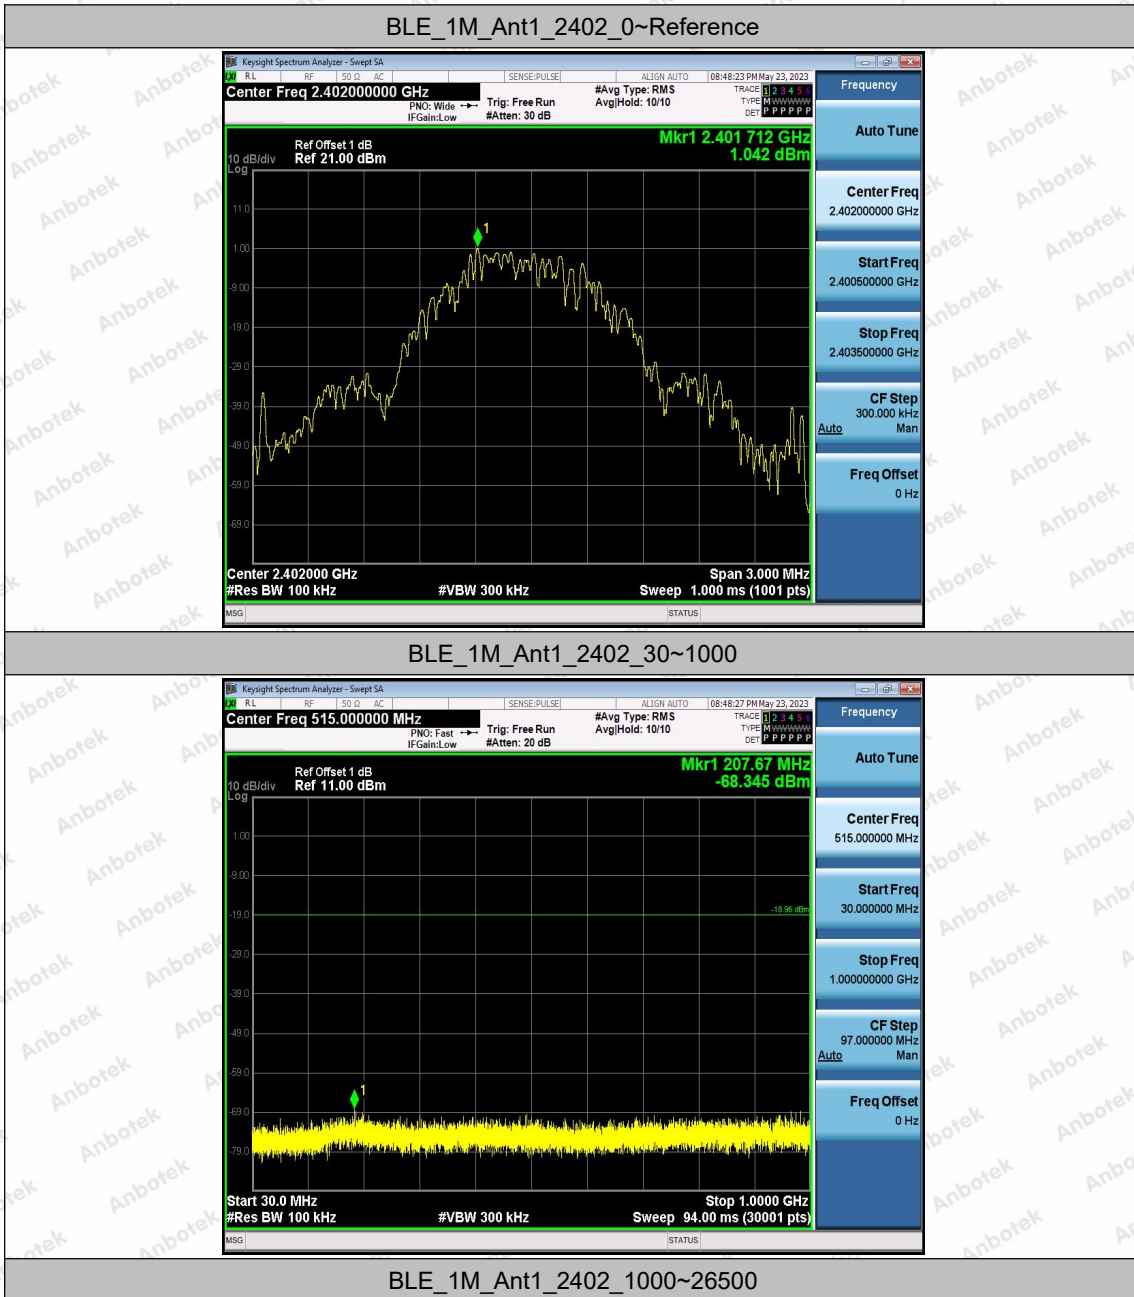 BLE_1M_Ant1_2402_0~Reference
Keysight Spectrum Analyzer - Swept SA
LXI RL RF 50 Ω AC SENSE:PULSE ALIGN AUTO 08:48:23 PM May 23, 2023
Center Freq 2.402000000 GHz
PNO: Wide
IFGain:Low
Trig: Free Run
#Atten: 30 dB
#Avg Type: RMS
Avg|Hold: 10/10
TRACE 1 2 3 4 5 6
TYPE M WWWWW
DET P P P P P P
Frequency
Auto Tune
Mkr1 2.401 712 GHz
1.042 dBm
Ref Offset 1 dB
10 dB/div Ref 21.00 dBm
Log
11.0
1.00
-9.00
-19.0
-29.0
-39.0
-49.0
-59.0
-69.0
1
Center Freq
2.402000000 GHz
Start Freq
2.400500000 GHz
Stop Freq
2.403500000 GHz
CF Step
300.000 kHz
Auto Man
Freq Offset
0 Hz
Center 2.402000 GHz Span 3.000 MHz
#Res BW 100 kHz #VBW 300 kHz Sweep 1.000 ms (1001 pts)
MSG STATUS
BLE_1M_Ant1_2402_30~1000
Keysight Spectrum Analyzer - Swept SA
LXI RL RF 50 Ω AC SENSE:PULSE ALIGN AUTO 08:48:27 PM May 23, 2023
Center Freq 515.000000 MHz
PNO: Fast
IFGain:Low
Trig: Free Run
#Atten: 20 dB
#Avg Type: RMS
Avg|Hold: 10/10
TRACE 1 2 3 4 5 6
TYPE M WWWWW
DET P P P P P P
Frequency
Auto Tune
Mkr1 207.67 MHz
-68.345 dBm
Ref Offset 1 dB
10 dB/div Ref 11.00 dBm
Log
1.00
-9.00
-19.0
-29.0
-39.0
-49.0
-59.0
-69.0
-79.0
-18.96 dBm
1
Center Freq
515.000000 MHz
Start Freq
30.000000 MHz
Stop Freq
1.000000000 GHz
CF Step
97.000000 MHz
Auto Man
Freq Offset
0 Hz
Start 30.0 MHz Stop 1.0000 GHz
#Res BW 100 kHz #VBW 300 kHz Sweep 94.00 ms (30001 pts)
MSG STATUS
BLE_1M_Ant1_2402_1000~26500